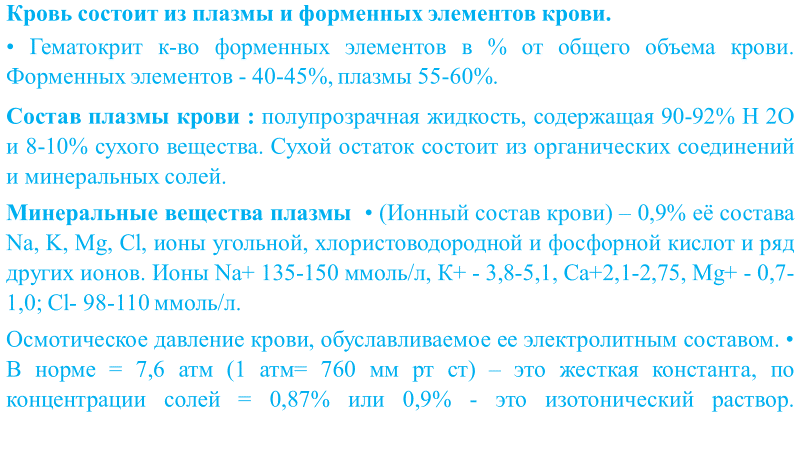 Кровь состоит из плазмы и форменных элементов крови.
• Гематокрит к-во форменных элементов в % от общего объема крови.
Форменных элементов - 40-45%, плазмы 55-60%.
Состав плазмы крови : полупрозрачная жидкость, содержащая 90-92% Н 2О
и 8-10% сухого вещества. Сухой остаток состоит из органических соединений
и минеральных солей.
Минеральные вещества плазмы • (Ионный состав крови) – 0,9% её состава
Na, K, Mg, Cl, ионы угольной, хлористоводородной и фосфорной кислот и ряд
других ионов. Ионы Na+ 135-150 ммоль/л, К+ - 3,8-5,1, Ca+2,1-2,75, Mg+ - 0,7-
1,0; Cl- 98-110 ммоль/л.
Осмотическое давление крови, обуславливаемое ее электролитным составом. •
В норме = 7,6 атм (1 атм= 760 мм рт ст) – это жесткая константа, по
концентрации солей = 0,87% или 0,9% - это изотонический раствор.